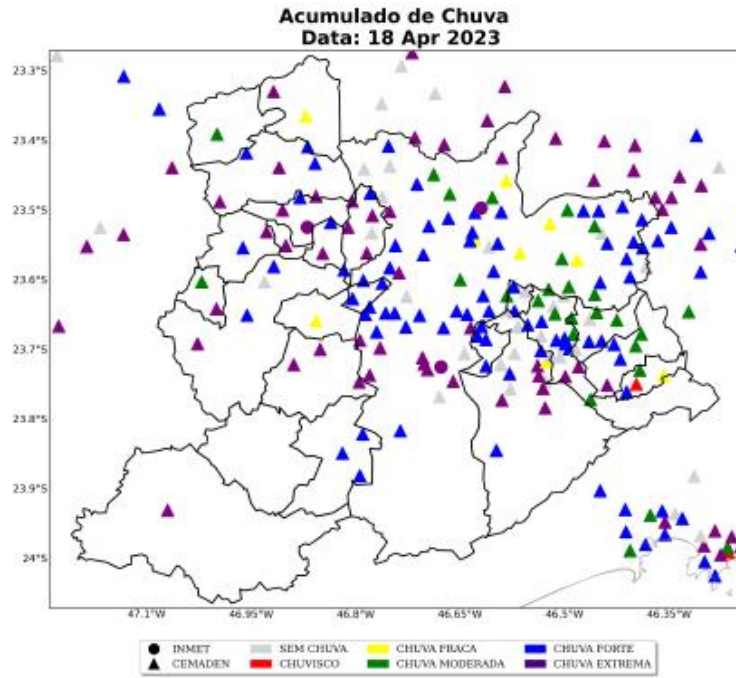 Acumulado de Chuva
Data: 18 Apr 2023
23.3°S
23.4°S
23.5°S
23.6°S
23.7°S
23.8°S
23.9°S
24°S
47.1°W
46.95°W
46.8°W
46.65°W
46.5°W
46.35°W
INMET
SEM CHUVA
CHUVA FRACA
CHUVA FORTE
CEMADEN
CHUVISCO
CHUVA MODERADA
CHUVA EXTREMA